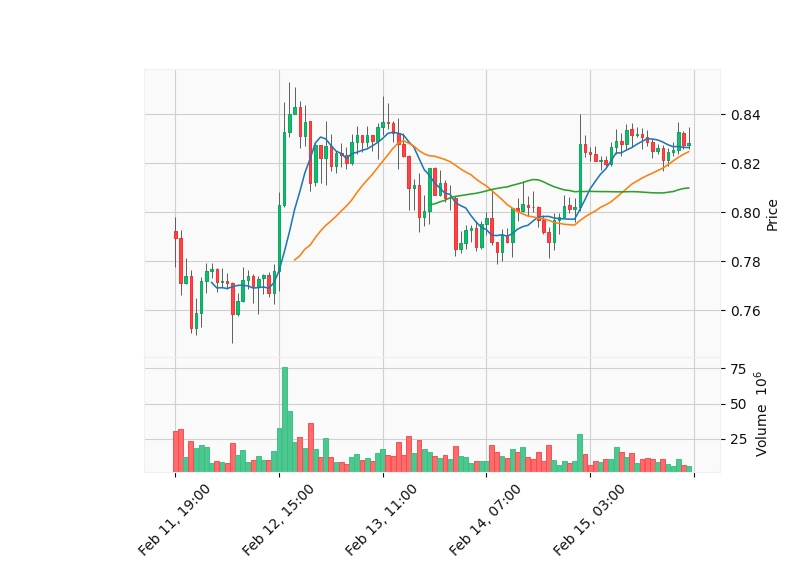 0.84
0.82
0.80
0.78
0.76
Price
75
50
25
Volume 10^6
Feb 11, 19:00
Feb 12, 15:00
Feb 13, 11:00
Feb 14, 07:00
Feb 15, 03:00